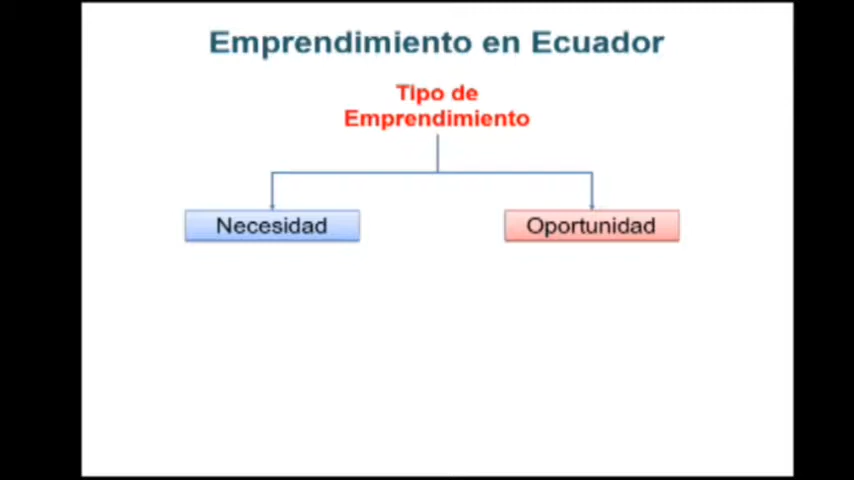 Emprendimiento en Ecuador
Tipo de
Emprendimiento
Necesidad
Oportunidad